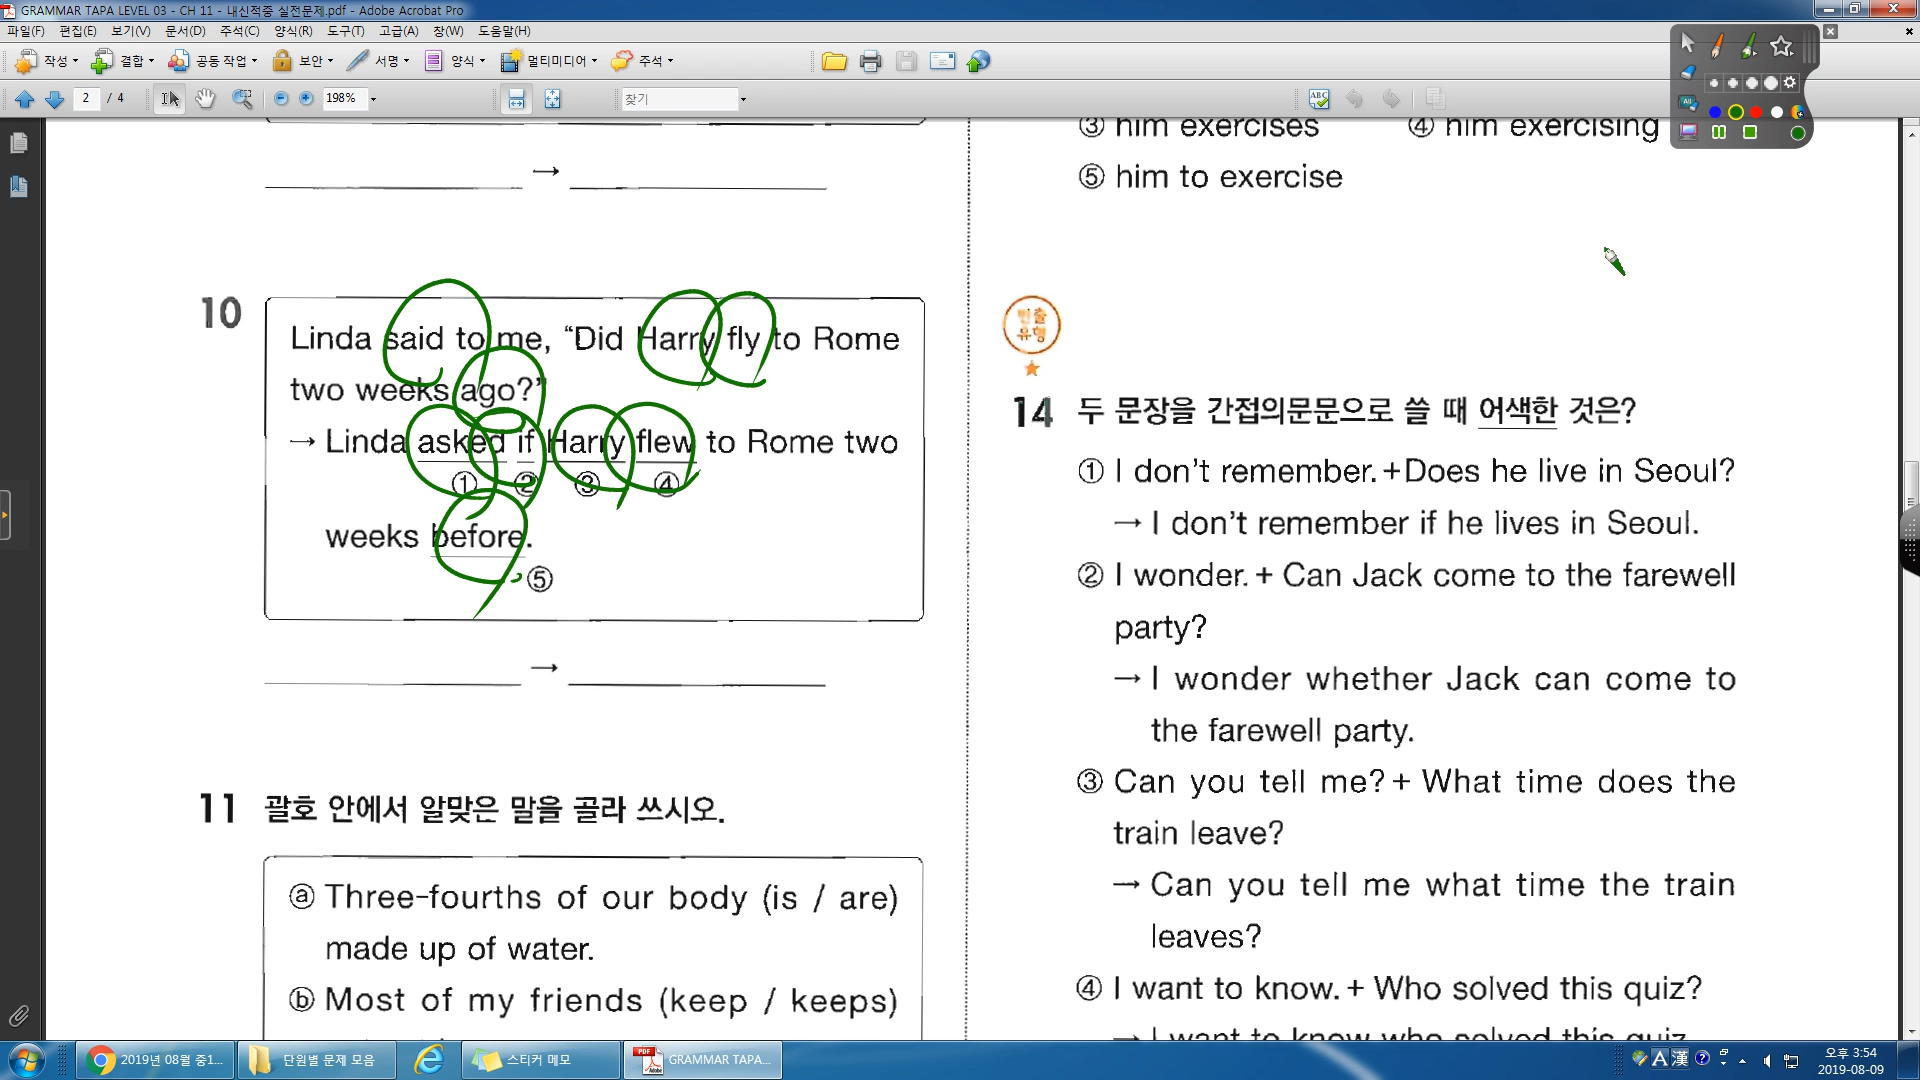 GRAMMAR TAPA LEVEL 03 - CH 11 - 내신적중 실전문제.pdf - Adobe Acrobat Pro
파일(F) 편집(E) 보기(V) 문서(D) 주석(C) 양식(R) 도구(T) 고급(A) 창(W) 도움말(H)
작성 결합 공동 작업 보안 서명 양식 멀티미디어 주석
2 / 4 198% 찾기
→
10
Linda said to me, “Did Harry fly to Rome
two weeks ago?”
→ Linda asked if Harry flew to Rome two
① ② ③ ④
weeks before.
⑤
→
11 괄호 안에서 알맞은 말을 골라 쓰시오.
ⓐ Three-fourths of our body (is / are)
made up of water.
ⓑ Most of my friends (keep / keeps)
③ him exercises ④ him exercising
⑤ him to exercise
빈출
유형
14 두 문장을 간접의문문으로 쓸 때 어색한 것은?
① I don’t remember. + Does he live in Seoul?
→ I don’t remember if he lives in Seoul.
② I wonder. + Can Jack come to the farewell
party?
→ I wonder whether Jack can come to
the farewell party.
③ Can you tell me? + What time does the
train leave?
→ Can you tell me what time the train
leaves?
④ I want to know. + Who solved this quiz?
→ I want to know who solved this quiz.
2019년 08월 중1... 단원별 문제 모음 스티커 메모 GRAMMAR TAPA...
A 漢
오후 3:54
2019-08-09